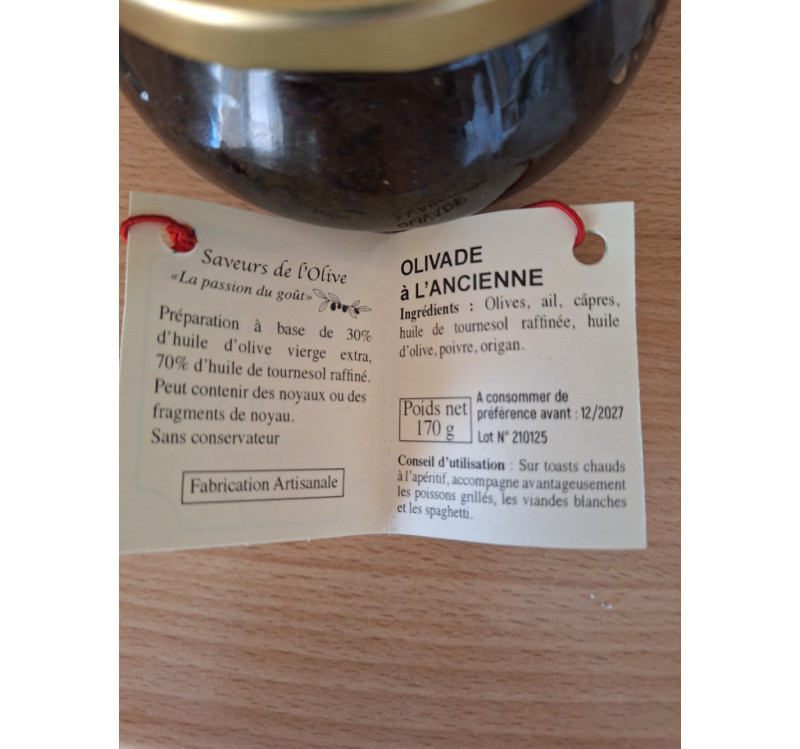 OLIVADE
Saveurs de l'Olive
«La passion du goût»
Préparation à base de 30%
d'huile d'olive vierge extra,
70% d'huile de tournesol raffiné.
Peut contenir des noyaux ou des
fragments de noyau.
Sans conservateur
Fabrication Artisanale
OLIVADE
à L'ANCIENNE
Ingrédients : Olives, ail, câpres,
huile de tournesol raffinée, huile
d'olive, poivre, origan.
Poids net
170 g
A consommer de
préférence avant : 12/2027
Lot N° 210125
Conseil d'utilisation : Sur toasts chauds
à l'apéritif, accompagne avantageusement
les poissons grillés, les viandes blanches
et les spaghetti.